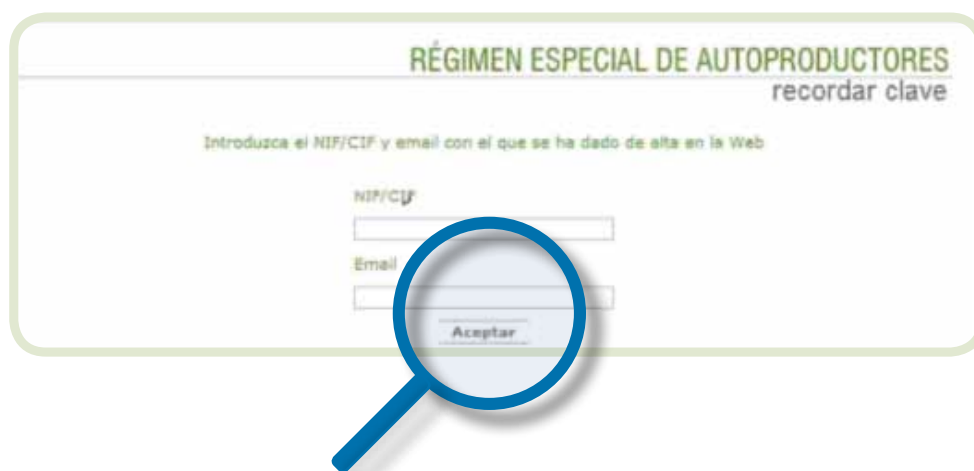 RÉGIMEN ESPECIAL DE AUTOPRODUCTORES
recordar clave
Introduzca el NIF/CIF y email con el que se ha dado de alta en la Web
NIF/CIF
Email
Aceptar